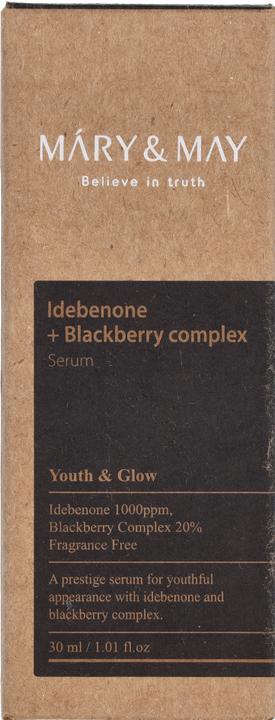 MÁRY & MAY
Believe in truth
Idebenone
+ Blackberry complex
Serum
Youth & Glow
Idebenone 1000ppm,
Blackberry Complex 20%
Fragrance Free
A prestige serum for youthful
appearance with idebenone and
blackberry complex.
30 ml / 1.01 fl.oz